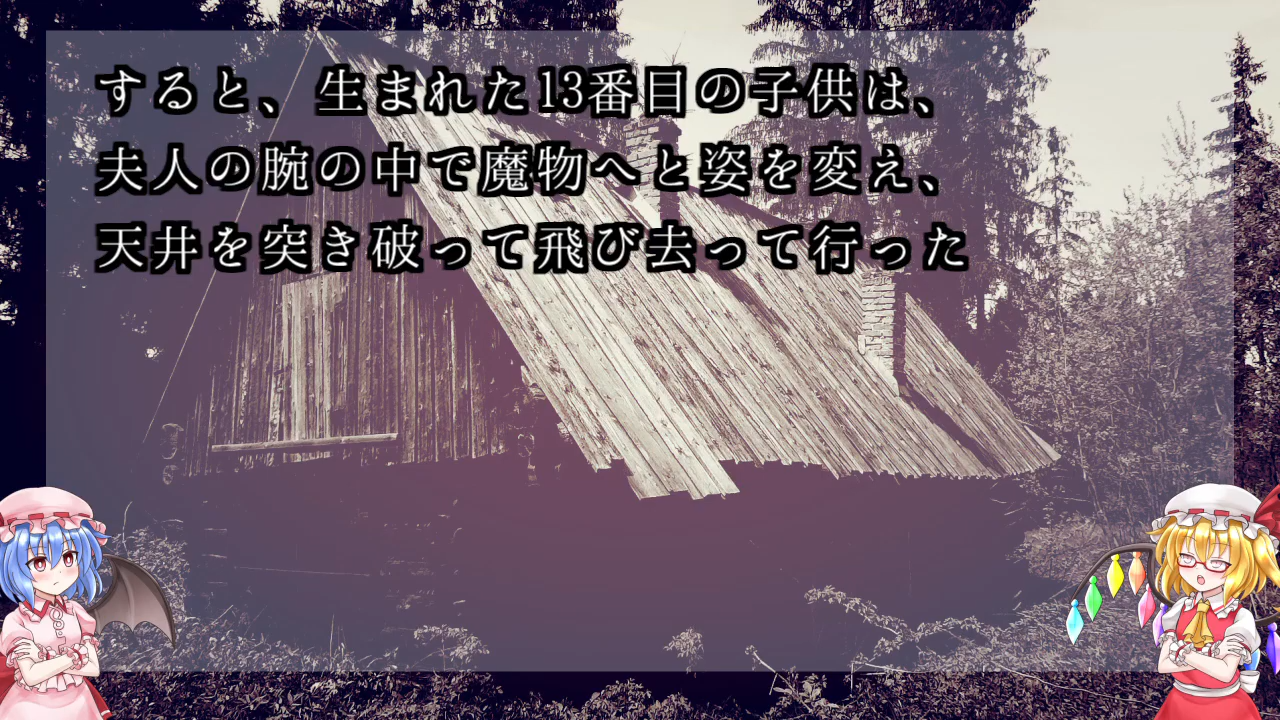 すると、生まれた13番目の子供は、
夫人の腕の中で魔物へと姿を変え、
天井を突き破って飛び去って行った